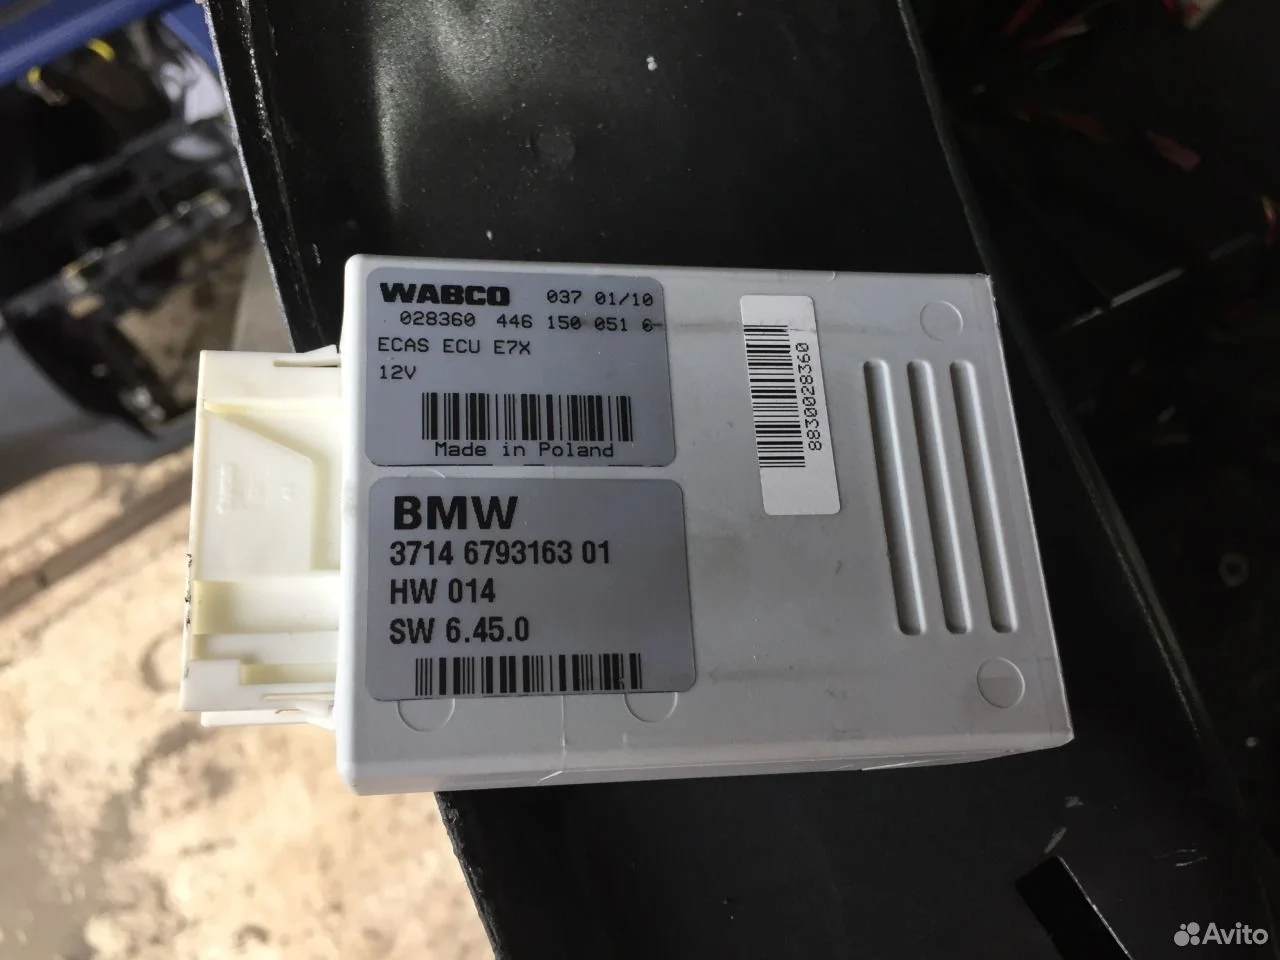 WABCO 037 01/10
028360 446 150 051 6
ECAS ECU E7X
12V
Made in Poland
8830028360
BMW
3714 6793163 01
HW 014
SW 6.45.0
Avito